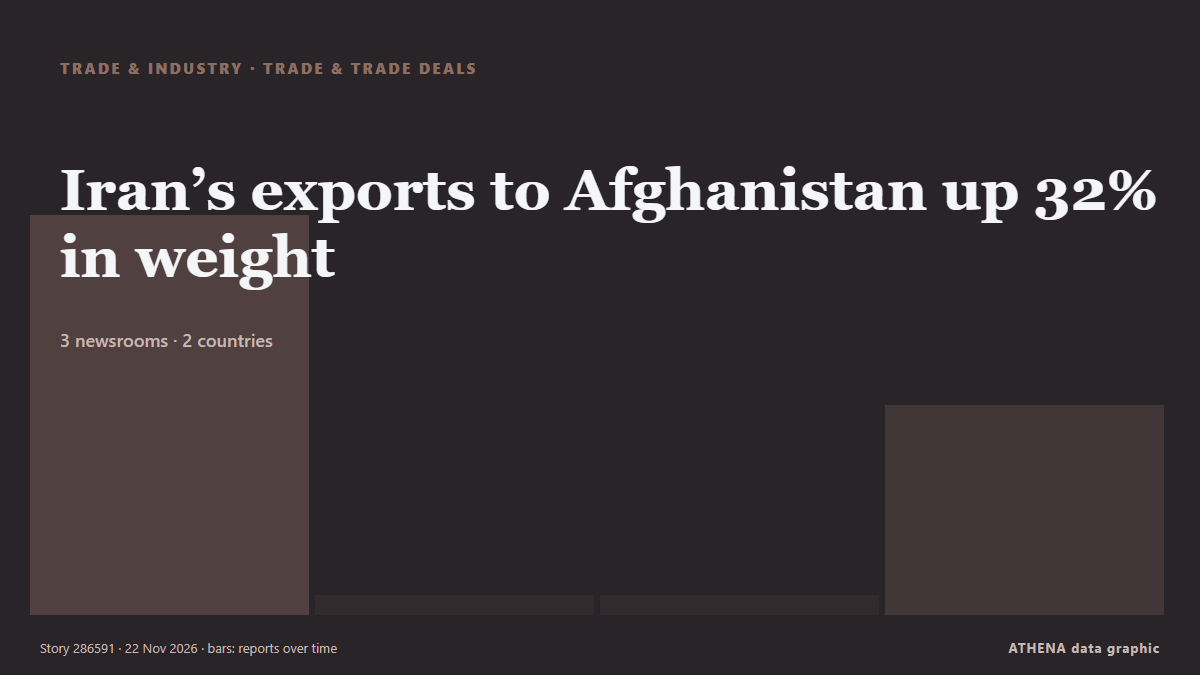 TRADE & INDUSTRY · TRADE & TRADE DEALS
Iran’s exports to Afghanistan up 32%
in weight
3 newsrooms · 2 countries
Story 286591 · 22 Nov 2026 · bars: reports over time
ATHENA data graphic